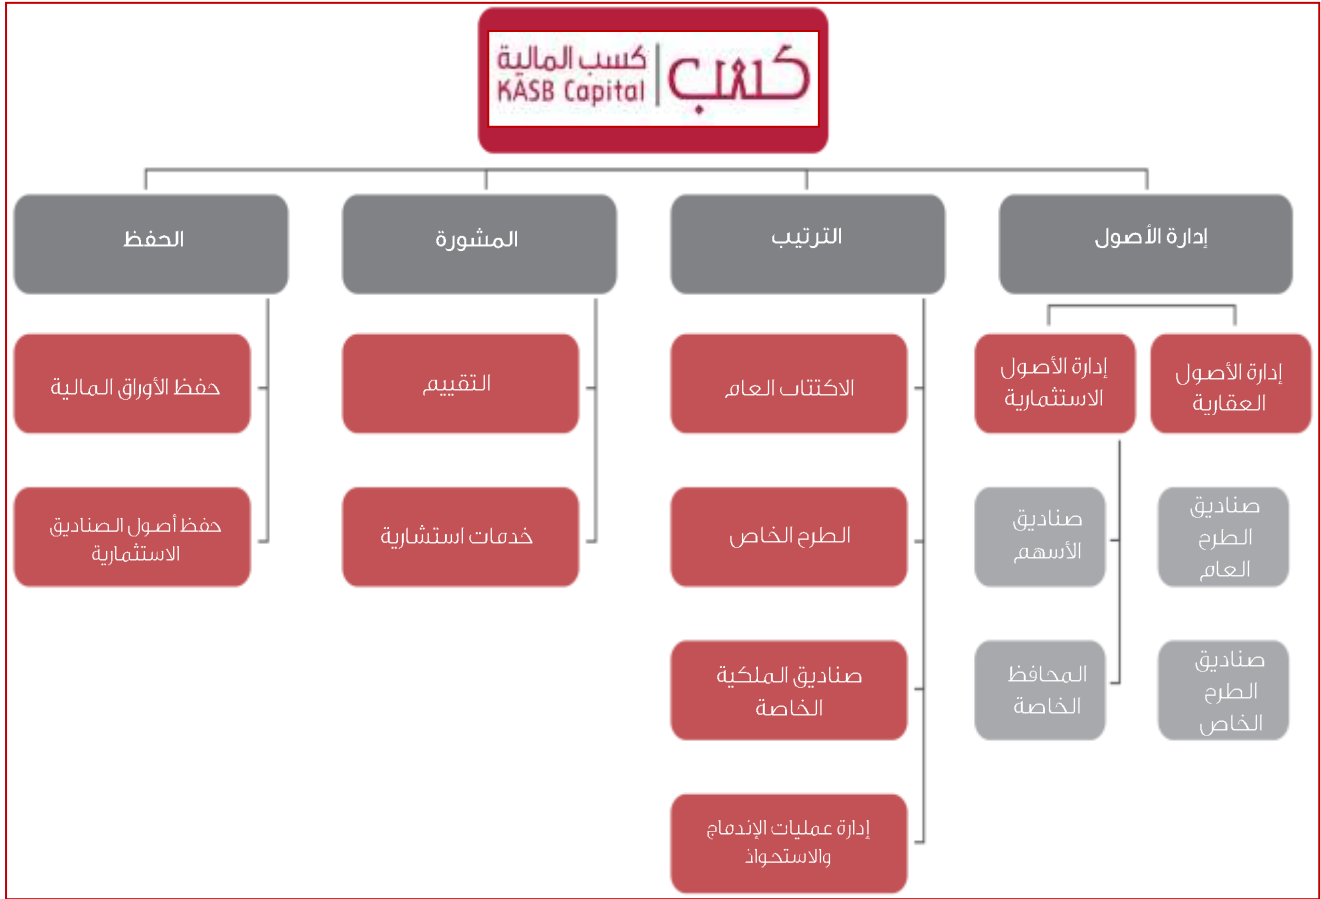 كسب المالية
KASB Capital
كسب
إدارة الأصول
الترتيب
المشورة
الحفظ
إدارة الأصول
العقارية
صناديق
الطرح
العام
صناديق
الطرح
الخاص
إدارة الأصول
الاستثمارية
صناديق
الأسهم
المحافظ
الخاصة
الاكتتاب العام
الطرح الخاص
صناديق الملكية
الخاصة
إدارة عمليات الإندماج
والاستحواذ
التقييم
خدمات استشارية
حفظ الأوراق المالية
حفظ أصول الصناديق
الاستثمارية